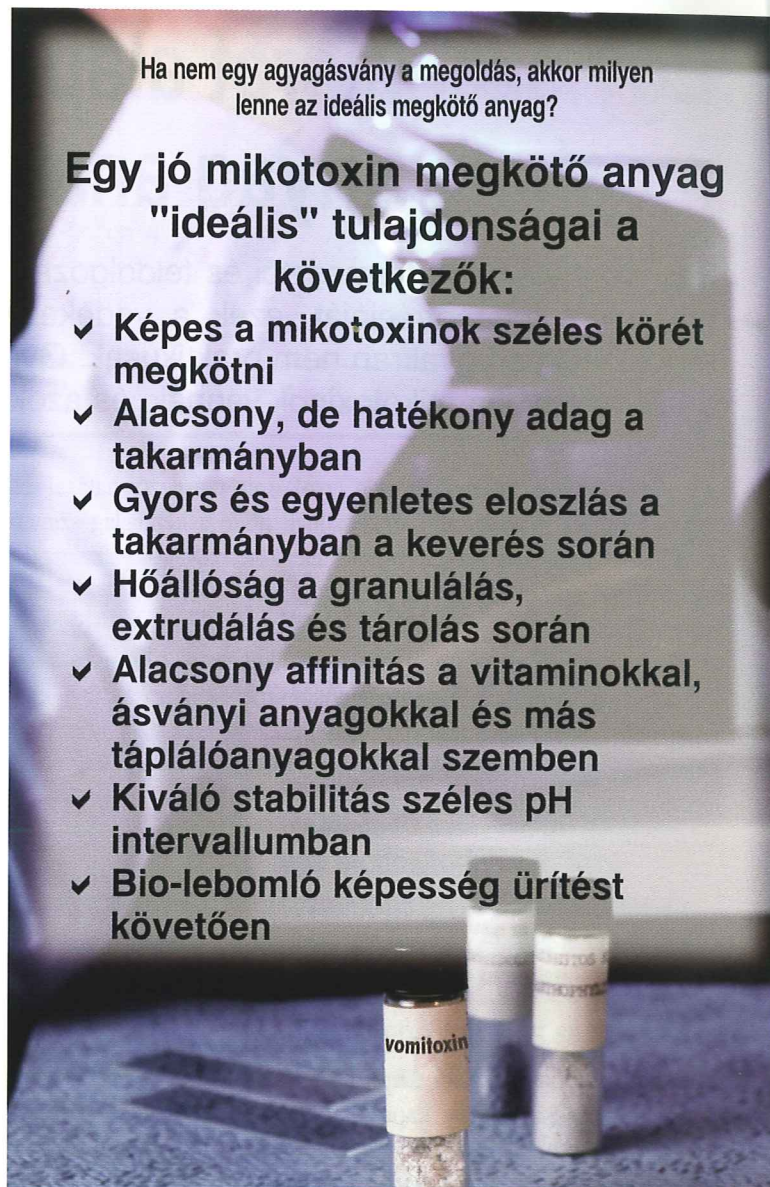 Ha nem egy agyagásvány a megoldás, akkor milyen
lenne az ideális megkötő anyag?
Egy jó mikotoxin megkötő anyag
"ideális" tulajdonságai a
következők:
✓ Képes a mikotoxinok széles körét
megkötni
✓ Alacsony, de hatékony adag a
takarmányban
✓ Gyors és egyenletes eloszlás a
takarmányban a keverés során
✓ Hőállóság a granulálás,
extrudálás és tárolás során
✓ Alacsony affinitás a vitaminokkal,
ásványi anyagokkal és más
táplálóanyagokkal szemben
✓ Kiváló stabilitás széles pH
intervallumban
✓ Bio-lebomló képesség ürítést
követően
vomitoxin